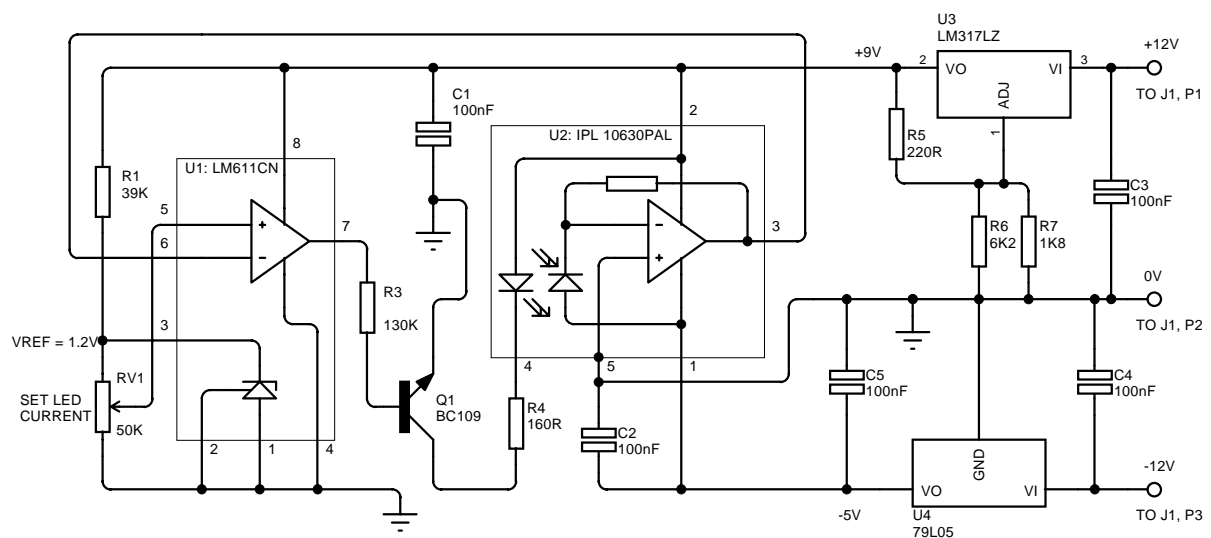 U3
LM317LZ
+9V
2
VO
VI
3
+12V
ADJ
1
TO J1, P1
C1
100nF
2
U2: IPL 10630PAL
R5
220R
8
U1: LM611CN
R1
39K
5
+
6
−
7
−
+
3
C3
100nF
R6
6K2
R7
1K8
R3
130K
0V
TO J1, P2
3
VREF = 1.2V
4
5
1
RV1
SET LED
CURRENT
50K
Q1
BC109
R4
160R
C5
100nF
C4
100nF
C2
100nF
2
1
4
GND
VO
VI
-5V
U4
79L05
-12V
TO J1, P3